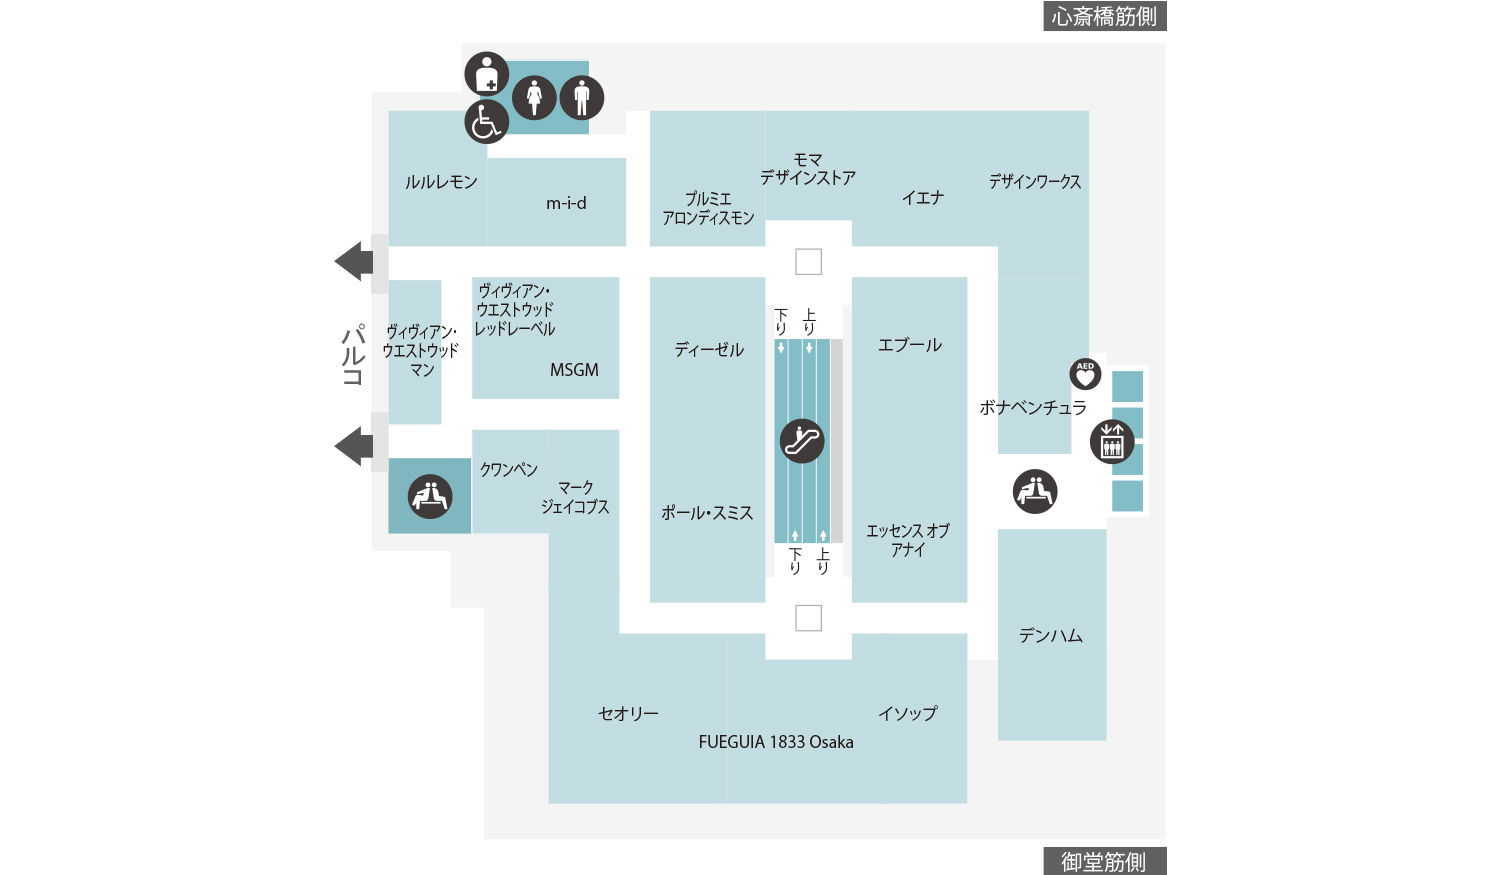 心斎橋筋側
ルルレモン
m-i-d
プルミエ
アロンディスモン
モマ
デザインストア
イエナ
デザインワークス
パルコ
ヴィヴィアン・
ウエストウッド
マン
ヴィヴィアン・
ウエストウッド
レッドレーベル
MSGM
ディーゼル
下り
上り
エブール
AED
ボナベンチュラ
クワンペン
マーク
ジェイコブス
ポール・スミス
エッセンス オブ
アナイ
下り
上り
デンハム
セオリー
FUEGUIA 1833 Osaka
イソップ
御堂筋側